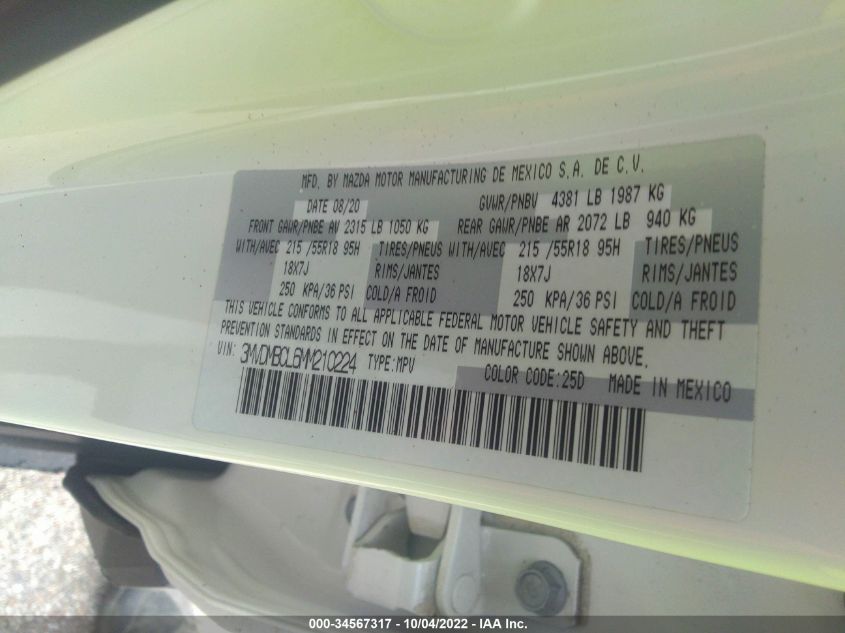 MFD. BY MAZDA MOTOR MANUFACTURING DE MEXICO S.A. DE C.V.
DATE 08/20 GVWR/PNBV 4381 LB 1987 KG
FRONT GAWR/PNBE AV 2315 LB 1050 KG REAR GAWR/PNBE AR 2072 LB 940 KG
WITH/AVEC 215 /55R18 95H TIRES/PNEUS WITH/AVEC 215 /55R18 95H TIRES/PNEUS
18X7J RIMS/JANTES 18X7J RIMS/JANTES
250 KPA/36 PSI COLD/A FROID 250 KPA/36 PSI COLD/A FROID
THIS VEHICLE CONFORMS TO ALL APPLICABLE FEDERAL MOTOR VEHICLE SAFETY AND THEFT
PREVENTION STANDARDS IN EFFECT ON THE DATE OF MANUFACTURE SHOWN ABOVE.
VIN: 3MVDMBCL6MM210224 TYPE:MPV
COLOR CODE:25D MADE IN MEXICO
000-34567317 - 10/04/2022 - IAA Inc.